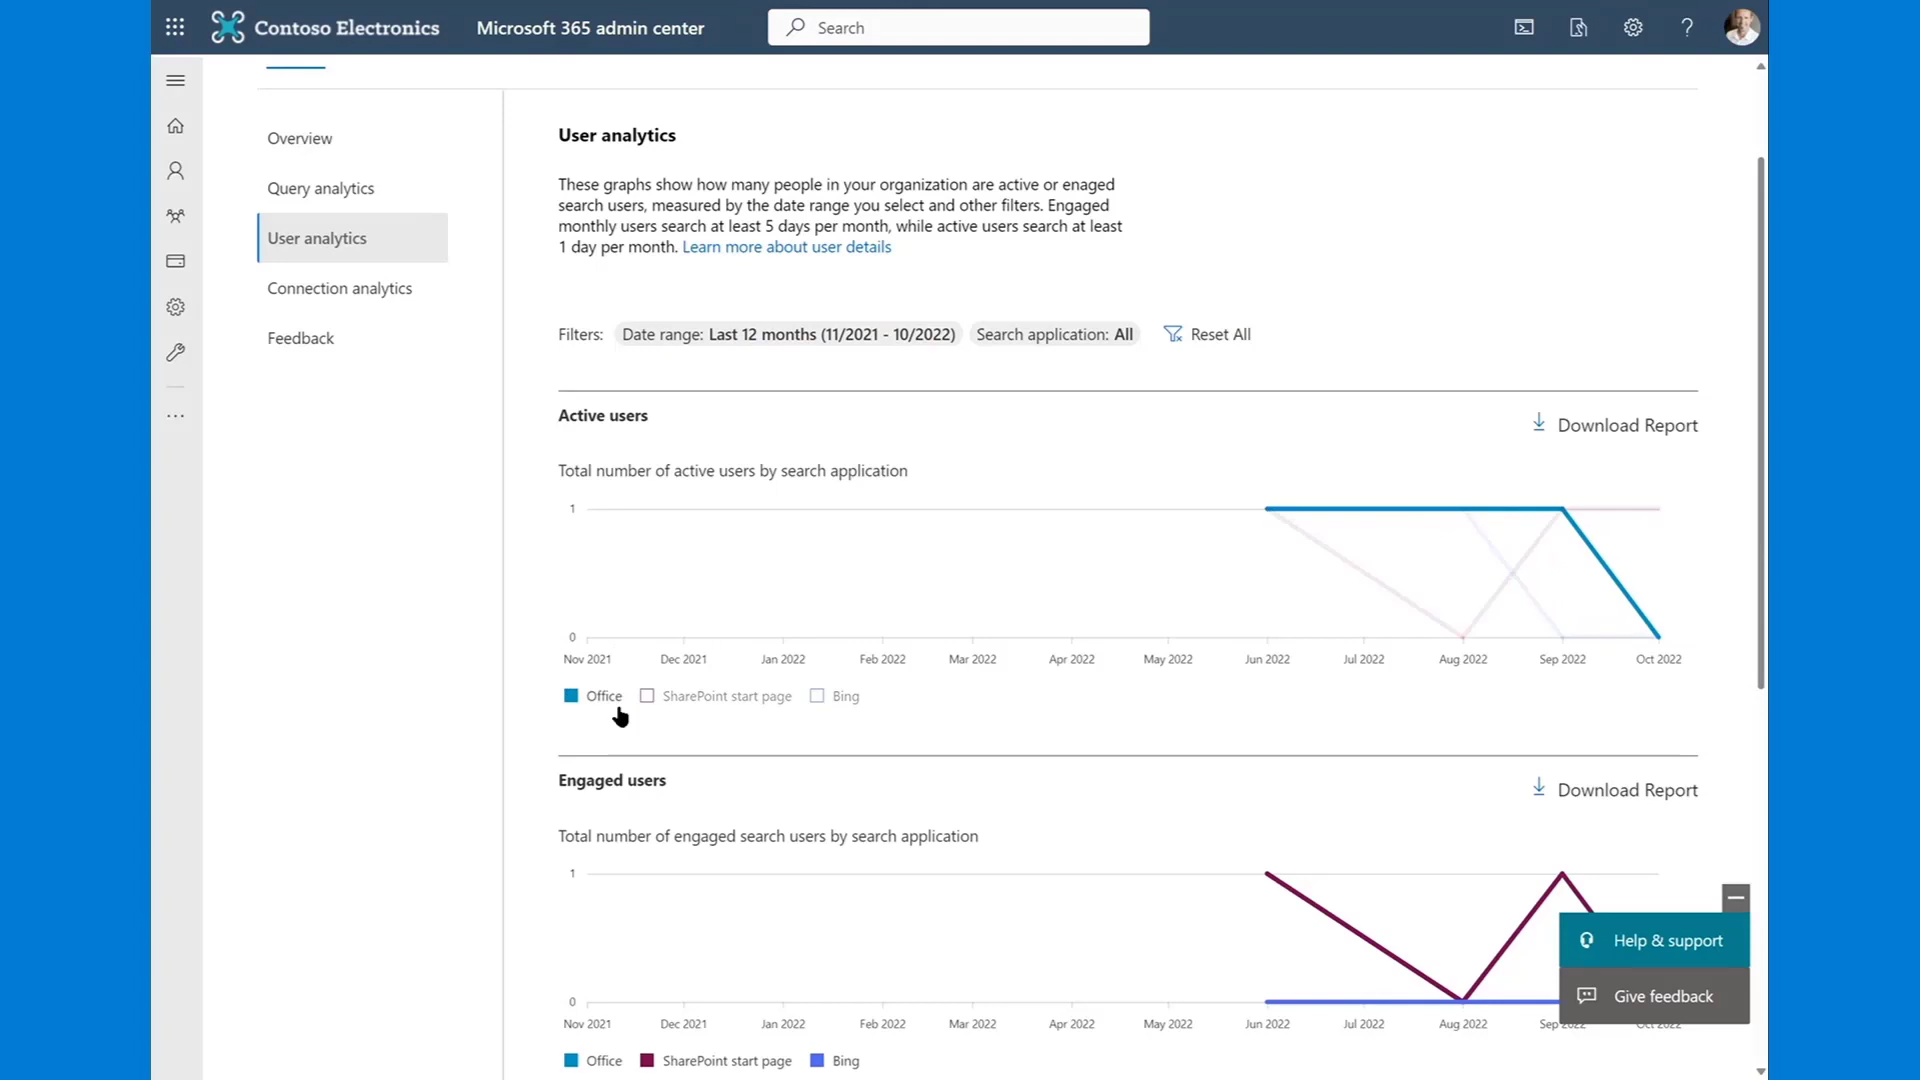 Contoso Electronics
Microsoft 365 admin center
Search
?
Overview
Query analytics
User analytics
Connection analytics
Feedback
User analytics
These graphs show how many people in your organization are active or enaged
search users, measured by the date range you select and other filters. Engaged
monthly users search at least 5 days per month, while active users search at least
1 day per month. Learn more about user details
Filters: Date range: Last 12 months (11/2021 - 10/2022) Search application: All Reset All
Active users
Download Report
Total number of active users by search application
1
0
Nov 2021 Dec 2021 Jan 2022 Feb 2022 Mar 2022 Apr 2022 May 2022 Jun 2022 Jul 2022 Aug 2022 Sep 2022 Oct 2022
Office SharePoint start page Bing
Engaged users
Download Report
Total number of engaged search users by search application
1
0
Nov 2021 Dec 2021 Jan 2022 Feb 2022 Mar 2022 Apr 2022 May 2022 Jun 2022 Jul 2022 Aug 2022 Sep 2022 Oct 2022
Office SharePoint start page Bing
Help & support
Give feedback